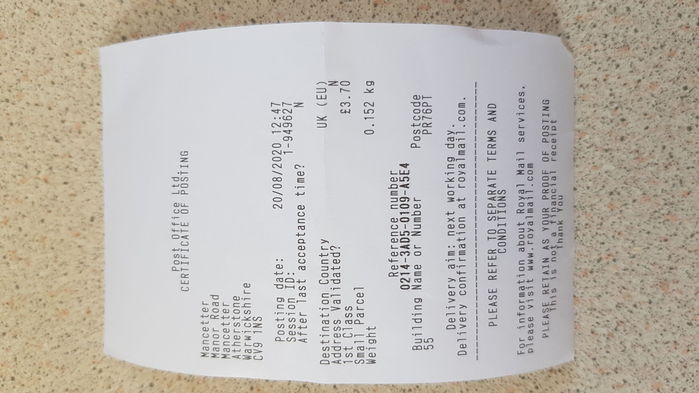 Post Office Ltd.
CERTIFICATE OF POSTING
Mancetter
Manor Road
Mancetter
Atherstone
Warwickshire
CV9 1NS
Posting date: 20/08/2020 12:47
Session ID: 1-949627
After last acceptance time? N
Destination Country UK (EU)
Address Validated? N
1st Class £3.70
Small Parcel
Weight 0.152 kg
Reference number
0214-3AD5-0109-A5E4
Building Name or Number Postcode
55 PR76PT
Delivery aim: next working day.
Delivery confirmation at royalmail.com.
PLEASE REFER TO SEPARATE TERMS AND
CONDITIONS
For information about Royal Mail services,
please visit www.royalmail.com
PLEASE RETAIN AS YOUR PROOF OF POSTING
This is not a financial receipt
Thank You